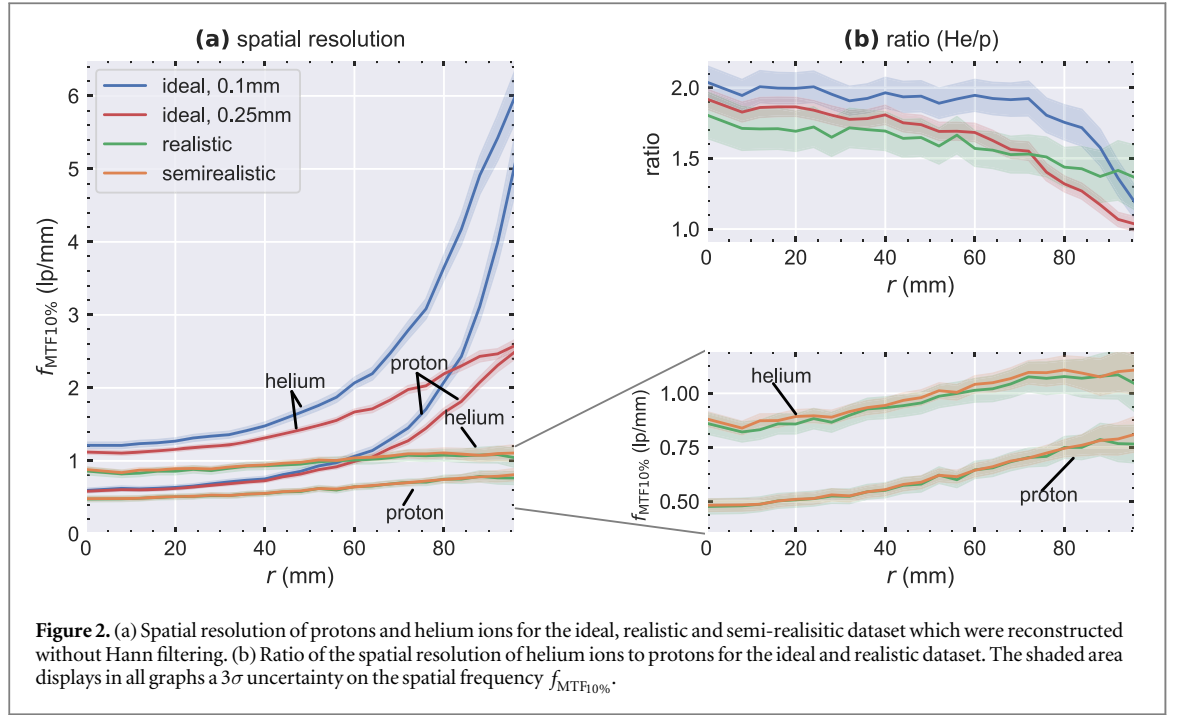 (a) spatial resolution
ideal, 0.1mm
ideal, 0.25mm
realistic
semirealistic
6
5
4
3
2
1
0
f_MTF10% (lp/mm)
helium
proton
helium
proton
0 20 40 60 80
r (mm)
(b) ratio (He/p)
2.0
1.5
1.0
ratio
0 20 40 60 80
r (mm)
1.00
0.75
0.50
f_MTF10% (lp/mm)
helium
proton
0 20 40 60 80
r (mm)
Figure 2. (a) Spatial resolution of protons and helium ions for the ideal, realistic and semi-realisitic dataset which were reconstructed
without Hann filtering. (b) Ratio of the spatial resolution of helium ions to protons for the ideal and realistic dataset. The shaded area
displays in all graphs a 3σ uncertainty on the spatial frequency f_MTF10%.